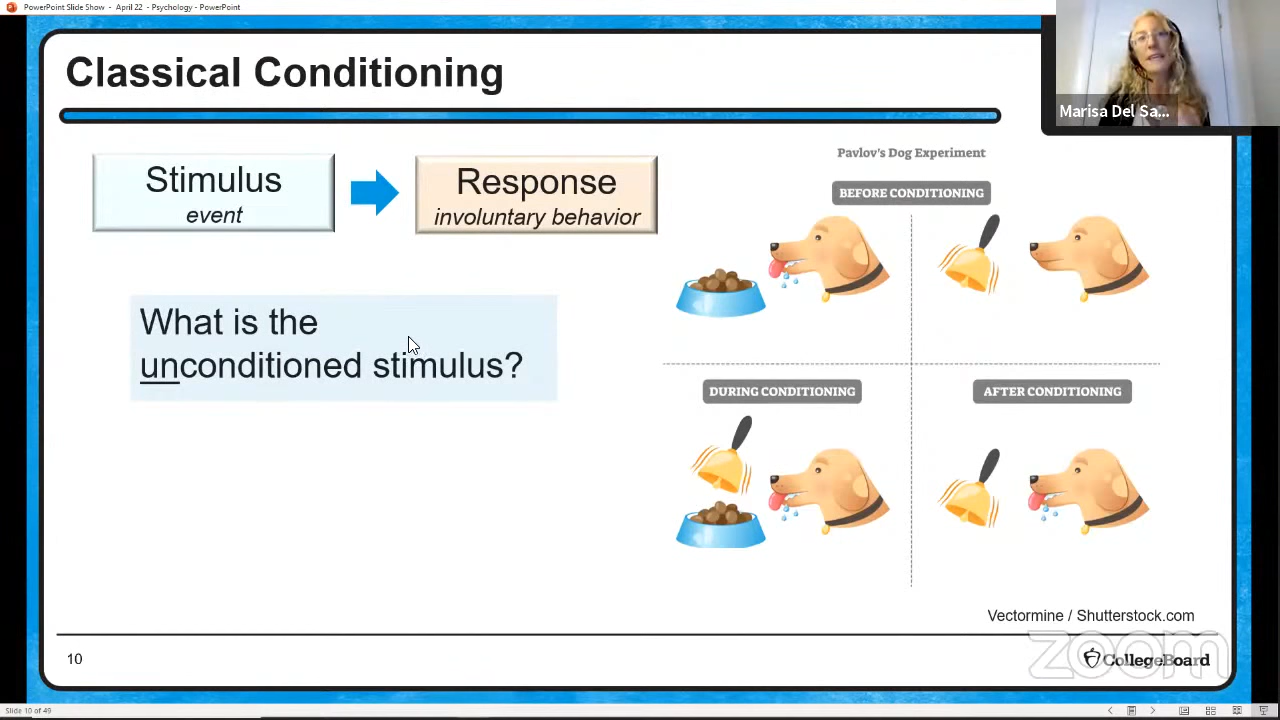 PowerPoint Slide Show - April 22 - Psychology - PowerPoint
Classical Conditioning
Marisa Del Sa...
Stimulus
event
Response
involuntary behavior
What is the
unconditioned stimulus?
Pavlov's Dog Experiment
BEFORE CONDITIONING
DURING CONDITIONING
AFTER CONDITIONING
Vectormine / Shutterstock.com
10
zoom
CollegeBoard
Slide 10 of 49